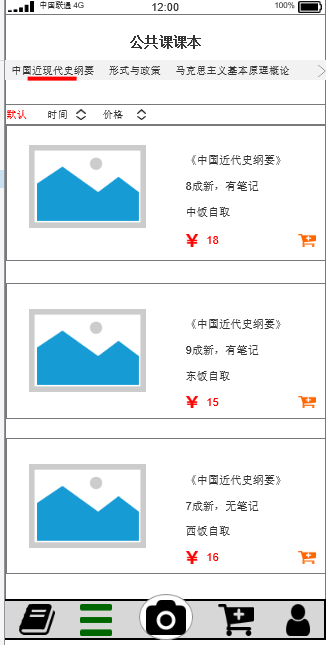 中国联通 4G 12:00 100%
公共课课本
中国近现代史纲要 形式与政策 马克思主义基本原理概论
默认 时间 价格
《中国近代史纲要》
8成新，有笔记
中饭自取
¥ 18
《中国近代史纲要》
9成新，有笔记
东饭自取
¥ 15
《中国近代史纲要》
7成新，无笔记
西饭自取
¥ 16